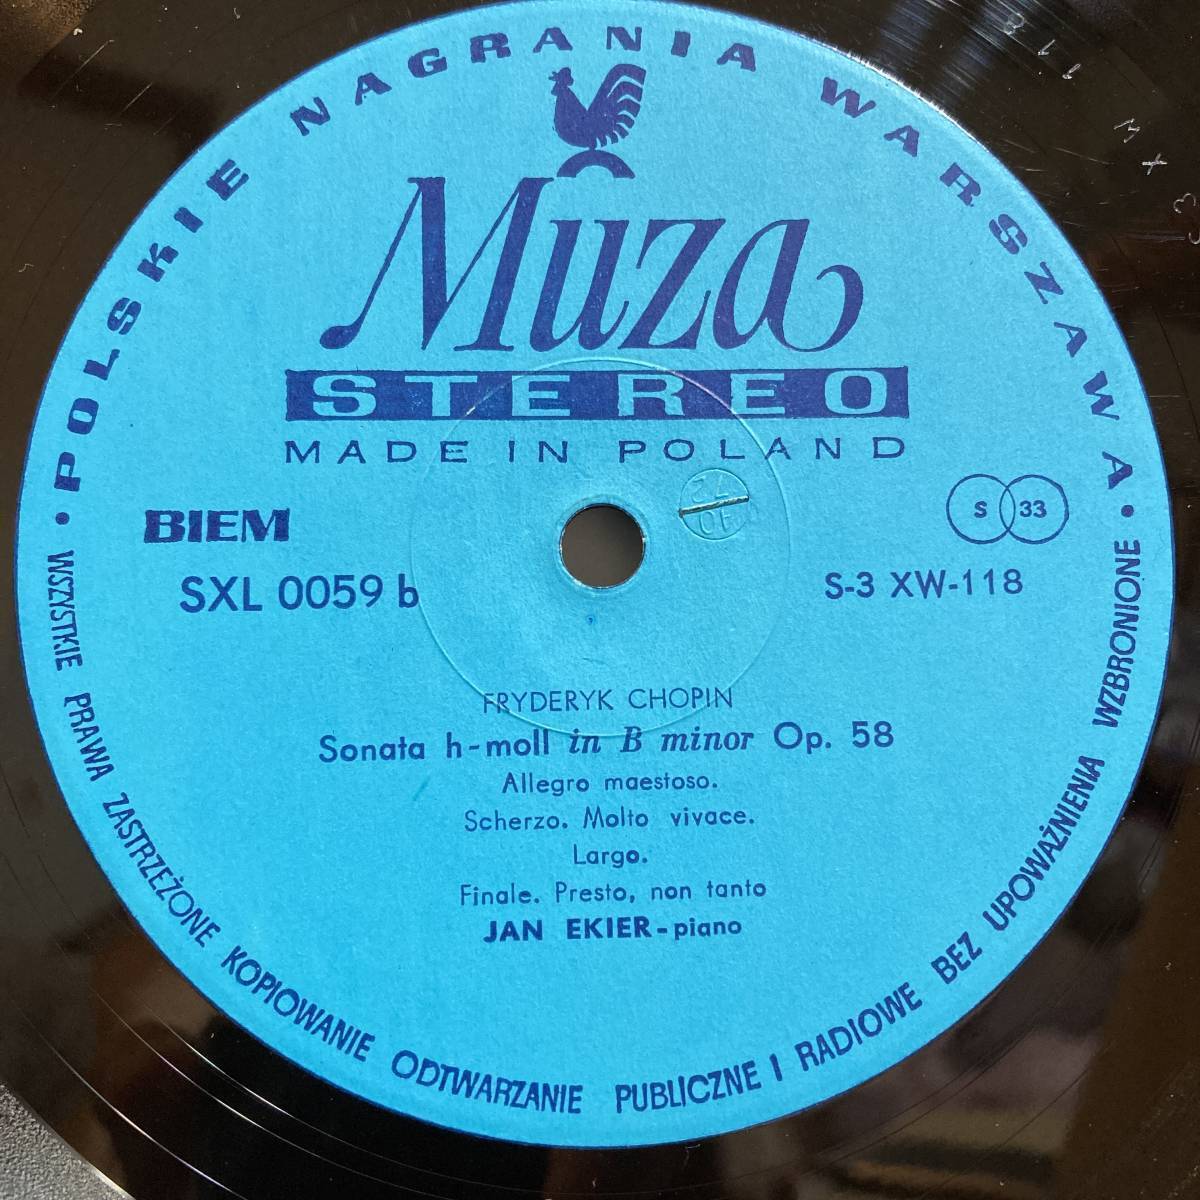 POLSKIE NAGRANIA WARSZAWA
Muza
STEREO
MADE IN POLAND
BIEM
S 33
SXL 0059 b
S-3 XW-118
FRYDERYK CHOPIN
Sonata h-moll in B minor Op. 58
Allegro maestoso.
Scherzo. Molto vivace.
Largo.
Finale. Presto, non tanto
JAN EKIER - piano
• WSZYSTKIE PRAWA ZASTRZEŻONE KOPIOWANIE ODTWARZANIE PUBLICZNE I RADIOWE BEZ UPOWAŻNIENIA WZBRONIONE •